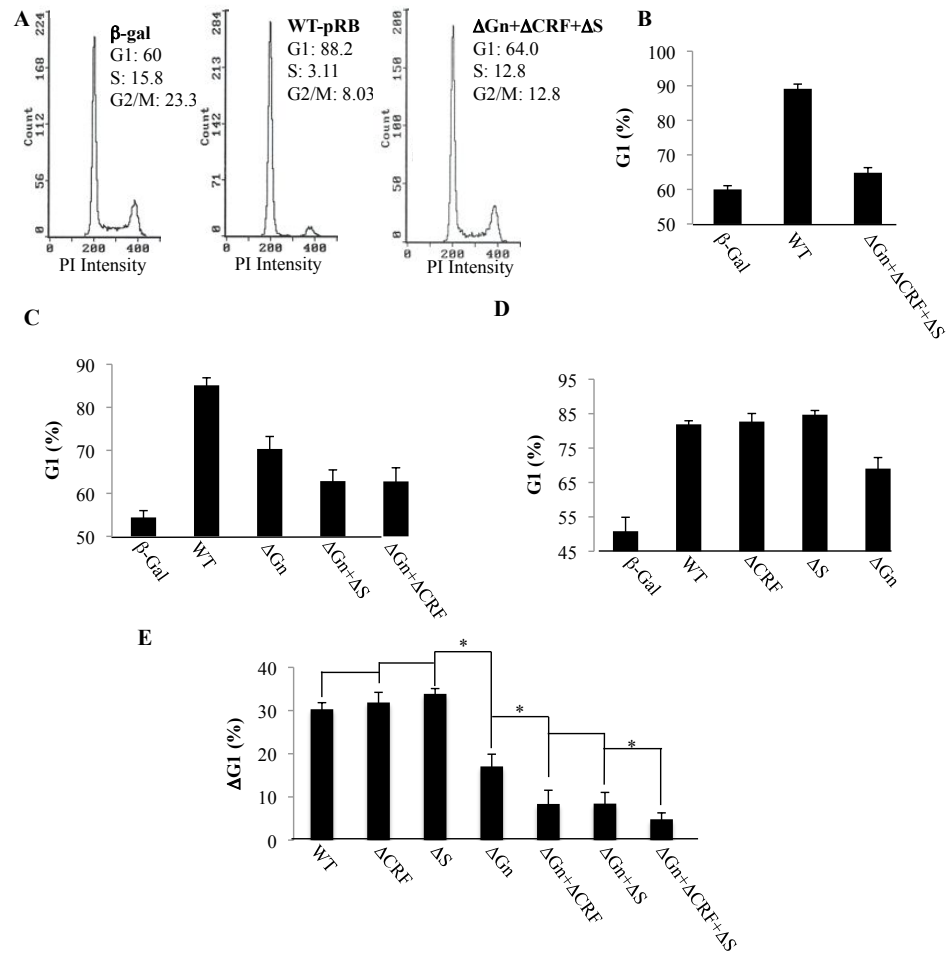 A
β-gal
G1: 60
S: 15.8
G2/M: 23.3
Count
224
168
112
56
0
0 200 400
PI Intensity
WT-pRB
G1: 88.2
S: 3.11
G2/M: 8.03
Count
284
213
142
71
0
0 200 400
PI Intensity
ΔGn+ΔCRF+ΔS
G1: 64.0
S: 12.8
G2/M: 12.8
Count
200
150
100
50
0
0 200 400
PI Intensity
B
G1 (%)
100
90
80
70
60
50
β-Gal
WT
ΔGn+ΔCRF+ΔS
C
G1 (%)
90
80
70
60
50
β-Gal
WT
ΔGn
ΔGn+ΔS
ΔGn+ΔCRF
D
G1 (%)
95
85
75
65
55
45
β-Gal
WT
ΔCRF
ΔS
ΔGn
E
ΔG1 (%)
40
30
20
10
0
*
*
*
WT
ΔCRF
ΔS
ΔGn
ΔGn+ΔCRF
ΔGn+ΔS
ΔGn+ΔCRF+ΔS